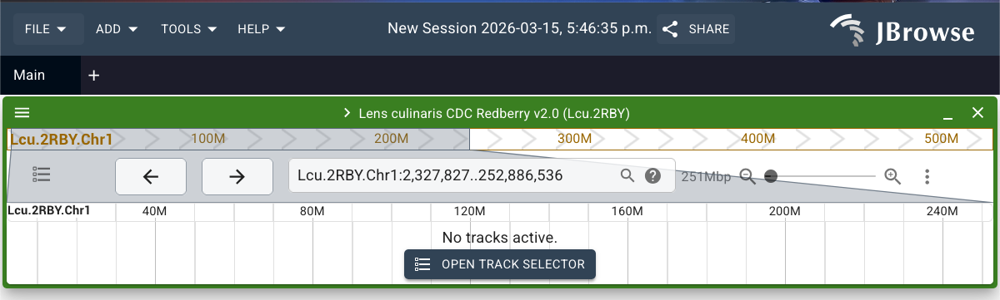 FILE ADD TOOLS HELP New Session 2026-03-15, 5:46:35 p.m. SHARE JBrowse
Main +
Lens culinaris CDC Redberry v2.0 (Lcu.2RBY)
Lcu.2RBY.Chr1 100M 200M 300M 400M 500M
Lcu.2RBY.Chr1:2,327,827..252,886,536 251Mbp
Lcu.2RBY.Chr1 40M 80M 120M 160M 200M 240M
No tracks active.
OPEN TRACK SELECTOR